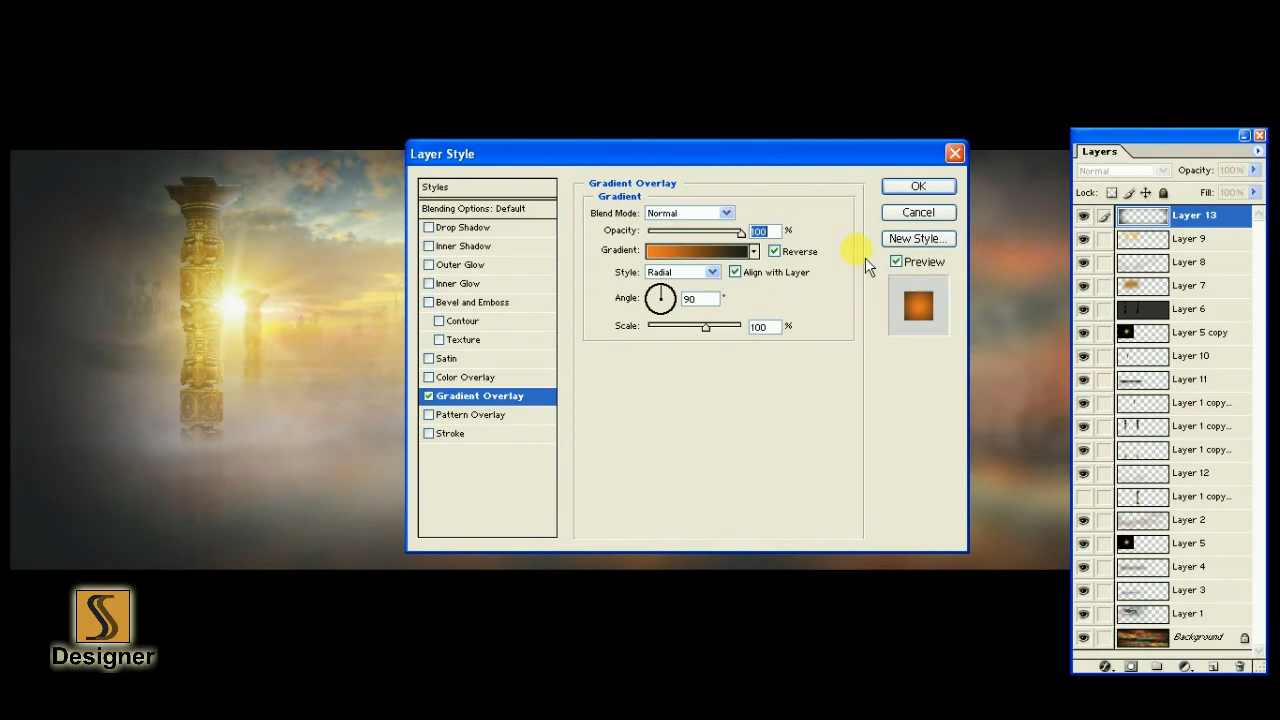 Layer Style
Styles
Blending Options: Default
Drop Shadow
Inner Shadow
Outer Glow
Inner Glow
Bevel and Emboss
Contour
Texture
Satin
Color Overlay
Gradient Overlay
Pattern Overlay
Stroke
Gradient Overlay
Gradient
Blend Mode: Normal
Opacity: 100 %
Gradient: Reverse
Style: Radial Align with Layer
Angle: 90 °
Scale: 100 %
OK
Cancel
New Style...
Preview
Layers
Normal Opacity: 100%
Lock: Fill: 100%
Layer 13
Layer 9
Layer 8
Layer 7
Layer 6
Layer 5 copy
Layer 10
Layer 11
Layer 1 copy...
Layer 1 copy...
Layer 1 copy...
Layer 12
Layer 1 copy...
Layer 2
Layer 5
Layer 4
Layer 3
Layer 1
Background
S
Designer